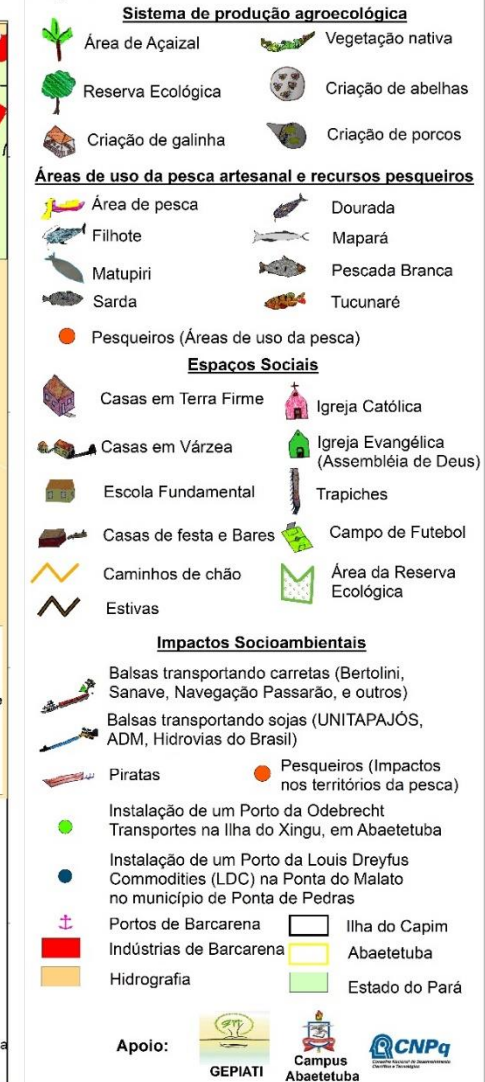 Sistema de produção agroecológica
Área de Açaizal
Vegetação nativa
Reserva Ecológica
Criação de abelhas
Criação de galinha
Criação de porcos
Áreas de uso da pesca artesanal e recursos pesqueiros
Área de pesca
Dourada
Filhote
Mapará
Matupiri
Pescada Branca
Sarda
Tucunaré
Pesqueiros (Áreas de uso da pesca)
Espaços Sociais
Casas em Terra Firme
Igreja Católica
Casas em Várzea
Igreja Evangélica
(Assembléia de Deus)
Escola Fundamental
Trapiches
Casas de festa e Bares
Campo de Futebol
Caminhos de chão
Área da Reserva
Ecológica
Estivas
Impactos Socioambientais
Balsas transportando carretas (Bertolini,
Sanave, Navegação Passarão, e outros)
Balsas transportando sojas (UNITAPAJÓS,
ADM, Hidrovias do Brasil)
Piratas
Pesqueiros (Impactos
nos territórios da pesca)
Instalação de um Porto da Odebrecht
Transportes na Ilha do Xingu, em Abaetetuba
Instalação de um Porto da Louis Dreyfus
Commodities (LDC) na Ponta do Malato
no município de Ponta de Pedras
Portos de Barcarena
Ilha do Capim
Indústrias de Barcarena
Abaetetuba
Hidrografia
Estado do Pará
Apoio:
GEPIATI
Campus
Abaetetuba
CNPq
Conselho Nacional de Desenvolvimento
Científico e Tecnológico